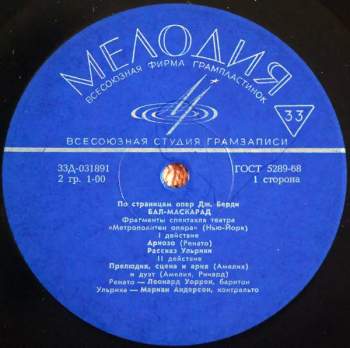 МЕЛОДИЯ
ВСЕСОЮЗНАЯ ФИРМА ГРАМПЛАСТИНОК
33
ВСЕСОЮЗНАЯ СТУДИЯ ГРАМЗАПИСИ
33Д-031891 ГОСТ 5289-68
2 гр. 1-00 1 сторона
По страницам опер Дж. Верди
БАЛ-МАСКАРАД
Фрагменты спектакля театра
«Метрополитен опера» (Нью-Йорк)
I действие
Ариозо (Ренато)
Рассказ Ульрики
II действие
Прелюдия, сцена и ария (Амелия)
и дуэт (Амелия, Ричард)
Ренато — Леонард Уоррен, баритон
Ульрика — Мариан Андерсон, контральто